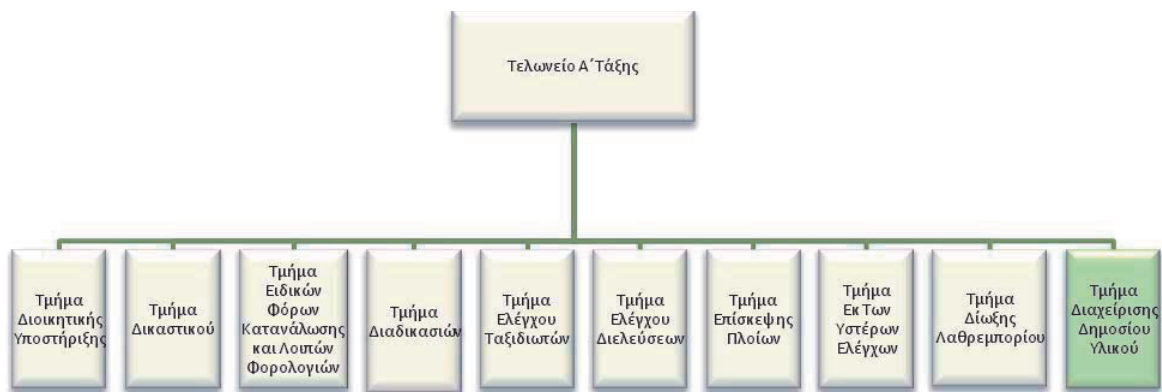 Τελωνείο Α΄Τάξης
Τμήμα
Διοικητικής
Υποστήριξης
Τμήμα
Δικαστικού
Τμήμα
Ειδικών
Φόρων
Κατανάλωσης
και Λοιπών
Φορολογιών
Τμήμα
Διαδικασιών
Τμήμα
Ελέγχου
Ταξιδιωτών
Τμήμα
Ελέγχου
Διελεύσεων
Τμήμα
Επίσκεψης
Πλοίων
Τμήμα
Εκ Των
Υστέρων
Ελέγχων
Τμήμα
Δίωξης
Λαθρεμπορίου
Τμήμα
Διαχείρισης
Δημοσίου
Υλικού